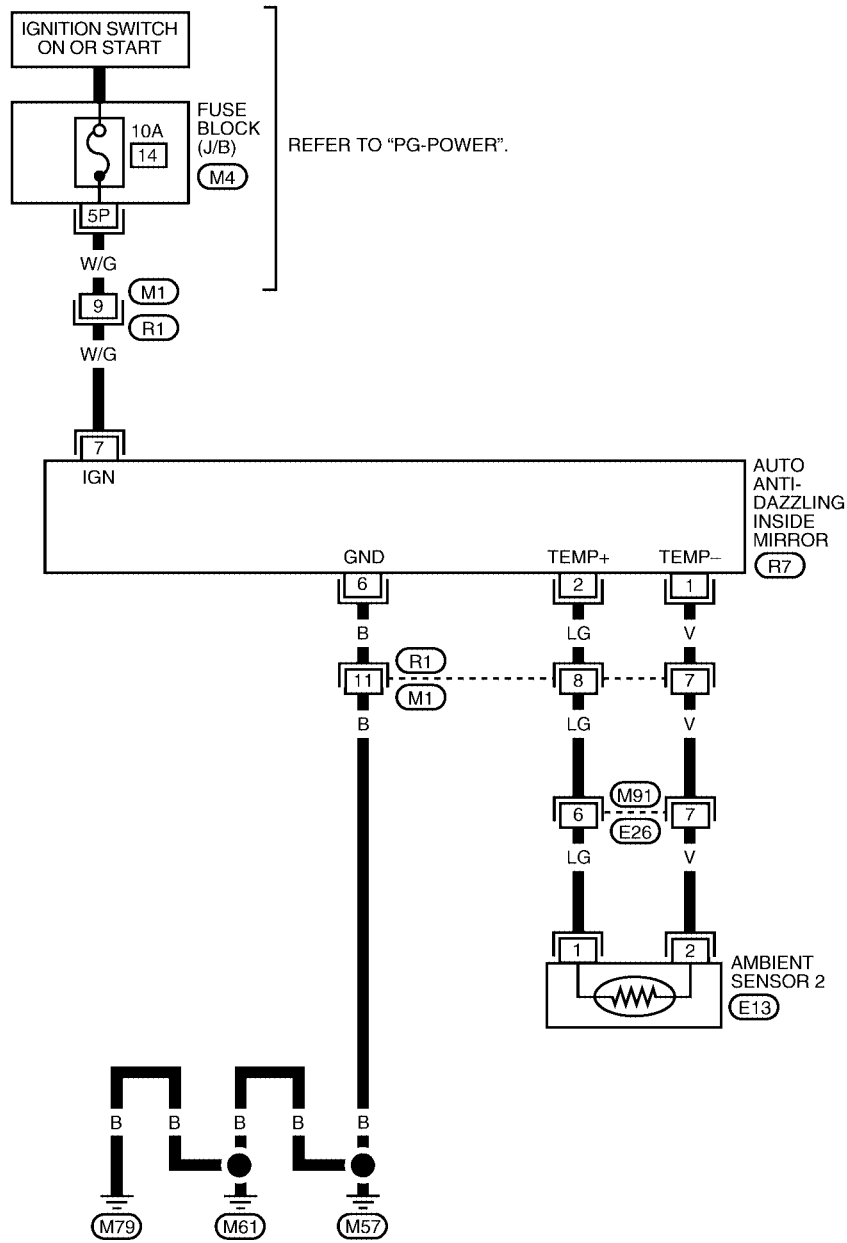 IGNITION SWITCH
ON OR START
FUSE
BLOCK
(J/B)
10A
14
M4
REFER TO “PG-POWER”.
5P
W/G
9
M1
R1
W/G
7
IGN
AUTO
ANTI-
DAZZLING
INSIDE
MIRROR
R7
GND
TEMP+
TEMP–
6
2
1
B
LG
V
R1
11
8
7
M1
B
LG
V
M91
6
7
E26
LG
V
1
2
AMBIENT
SENSOR 2
E13
B
B
B
B
B
M79
M61
M57